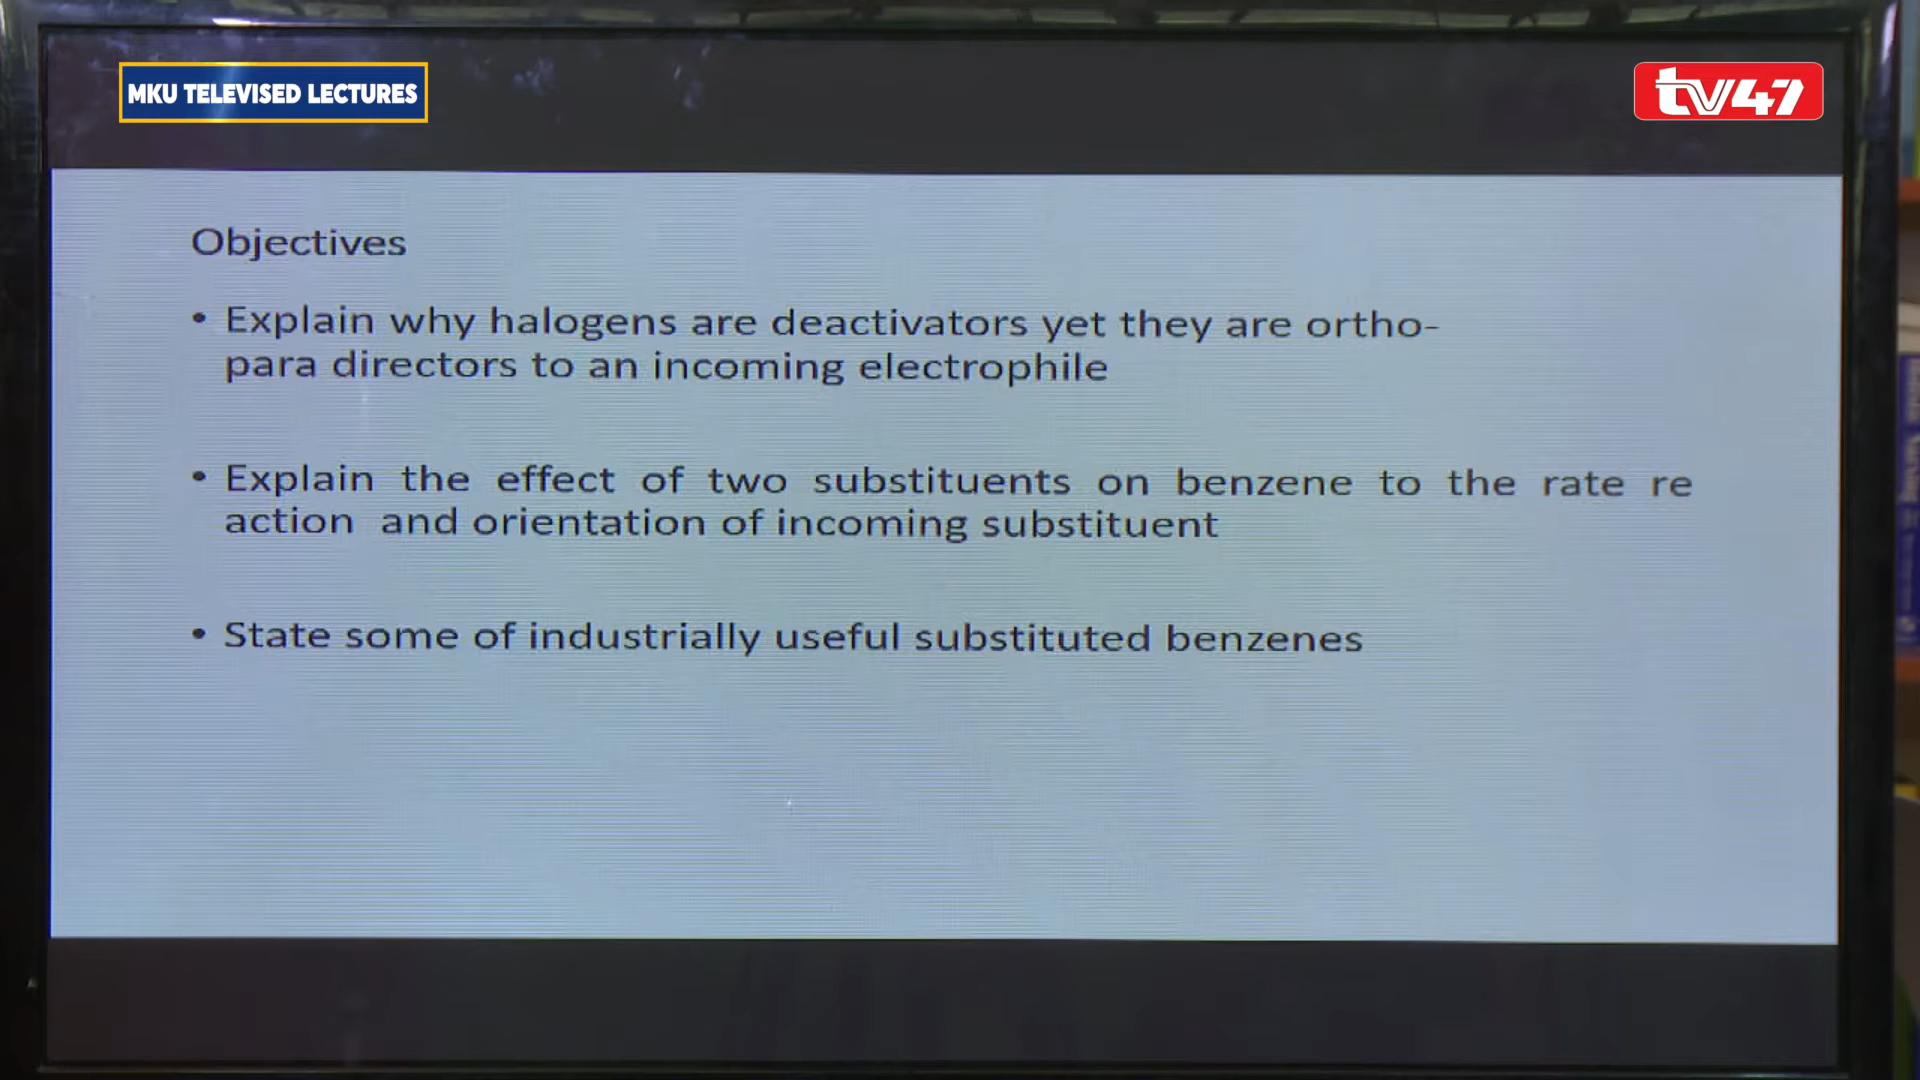 MKU TELEVISED LECTURES
tv47
Objectives
• Explain why halogens are deactivators yet they are ortho-
para directors to an incoming electrophile
• Explain the effect of two substituents on benzene to the rate re
action and orientation of incoming substituent
• State some of industrially useful substituted benzenes